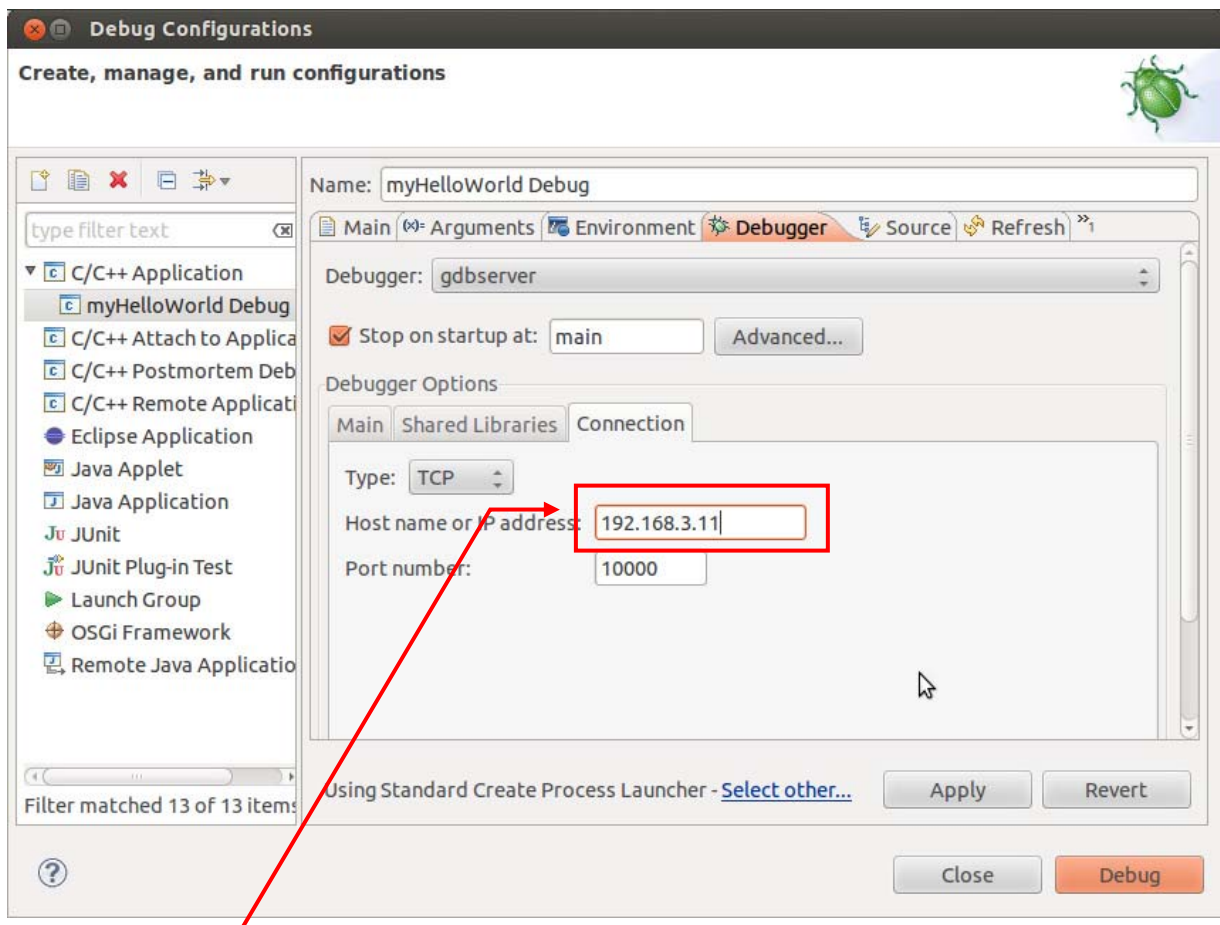 Debug Configurations
Create, manage, and run configurations
type filter text
C/C++ Application
myHelloWorld Debug
C/C++ Attach to Applica
C/C++ Postmortem Deb
C/C++ Remote Applicati
Eclipse Application
Java Applet
Java Application
Ju JUnit
JUnit Plug-in Test
Launch Group
OSGi Framework
Remote Java Applicatio
Filter matched 13 of 13 items
Name: myHelloWorld Debug
Main (x)= Arguments Environment Debugger Source Refresh »1
Debugger: gdbserver
Stop on startup at: main Advanced...
Debugger Options
Main Shared Libraries Connection
Type: TCP
Host name or IP address: 192.168.3.11
Port number: 10000
Using Standard Create Process Launcher - Select other... Apply Revert
? Close Debug